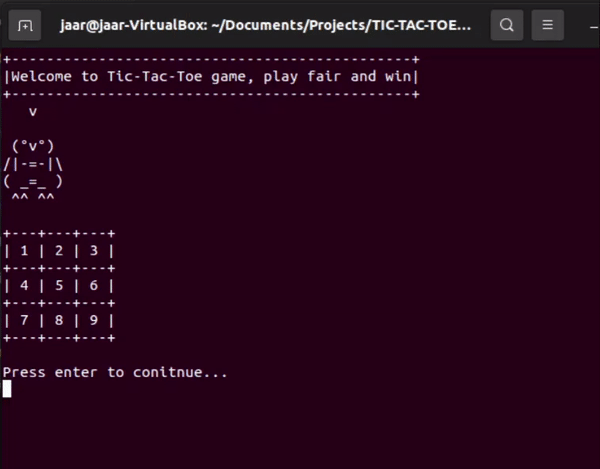 jaar@jaar-VirtualBox: ~/Documents/Projects/TIC-TAC-TOE...
+-----------------------------------------------+
|Welcome to Tic-Tac-Toe game, play fair and win|
+-----------------------------------------------+
   v
 (°v°)
/|-=-|\
( _=_ )
 ^^ ^^
+---+---+---+
| 1 | 2 | 3 |
+---+---+---+
| 4 | 5 | 6 |
+---+---+---+
| 7 | 8 | 9 |
+---+---+---+
Press enter to conitnue...